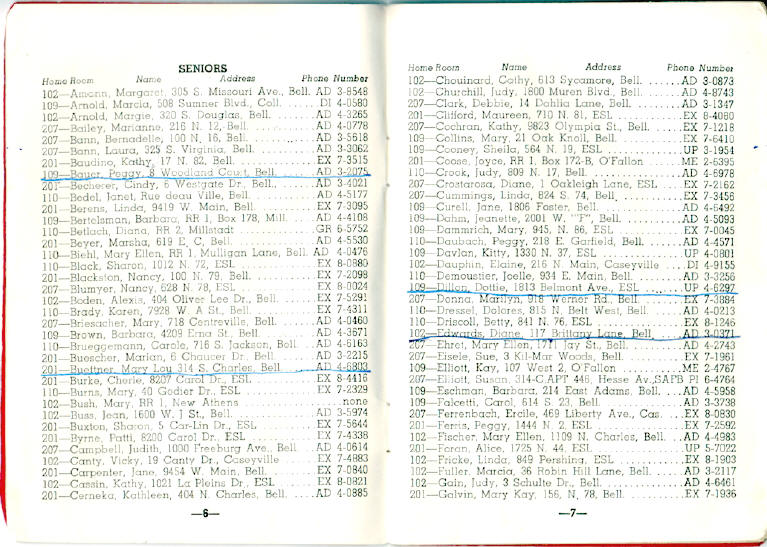 SENIORS
Home Room Name Address Phone Number
102—Amann, Margaret, 305 S. Missouri Ave., Bell. AD 3-8548
109—Arnold, Marcia, 508 Sumner Blvd., Coll. DI 4-0580
102—Arnold, Margie, 320 S. Douglas, Bell. AD 4-3265
207—Bailey, Marianne, 216 N. 12, Bell. AD 4-0778
207—Bann, Bernadelle, 100 N. 16, Bell. AD 3-5518
207—Bann, Laura, 325 S. Virginia, Bell. AD 3-3062
201—Baudino, Kathy, 17 N. 82, Bell. EX 7-3515
109—Bauer, Peggy, 8 Woodland Court, Bell. AD 3-2075
201—Becherer, Cindy, 6 Westgate Dr., Bell. AD 3-4021
110—Bedel, Janet, Rue deau Ville, Bell. AD 4-5177
201—Berens, Linda, 9419 W. Main, Bell. EX 7-3095
109—Bertelsman, Barbara, RR 1, Box 178, Mill. AD 4-4108
110—Betlach, Diana, RR 2, Millstadt GR 6-5752
201—Beyer, Marsha, 619 E, C, Bell. AD 4-5530
110—Biehl, Mary Ellen, RR 1, Mulligan Lane, Bell. AD 4-0476
110—Black, Sharon, 1012 N. 72, ESL EX 8-0680
201—Blackston, Nancy, 100 N. 79, Bell. EX 7-2098
207—Blumyer, Nancy, 628 N. 78, ESL EX 8-0024
102—Boden, Alexis, 404 Oliver Lee Dr., Bell. EX 7-5291
110—Brady, Karen, 7928 W. A St., Bell. EX 7-4311
207—Briesacher, Mary, 718 Centreville, Bell. AD 4-0460
109—Brown, Barbara, 4209 Erna St., Bell. AD 4-3671
110—Brueggemann, Carole, 716 S. Jackson, Bell. AD 4-6163
201—Buescher, Marian, 6 Chaucer Dr., Bell. AD 3-2215
201—Buettner, Mary Lou 314 S. Charles, Bell. AD 4-6803
201—Burke, Cherie, 8207 Carol Dr., ESL EX 8-4416
110—Burns, Mary, 40 Godier Dr., ESL EX 7-2329
102—Bush, Mary, RR 1, New Athens none
102—Buss, Jean, 1600 W. J St., Bell. AD 3-5974
201—Buxton, Sharon, 5 Car-Lin Dr., ESL EX 7-5644
201—Byrne, Patti, 8200 Carol Dr., ESL EX 7-4338
207—Campbell, Judith, 1000 Freeburg Ave., Bell. AD 4-0614
102—Canty, Vicky, 19 Canty Dr., Caseyville EX 7-4983
201—Carpenter, Jane, 9454 W. Main, Bell. EX 7-0840
102—Cassin, Kathy, 1021 La Pleins Dr., ESL EX 8-0821
201—Cerneka, Kathleen, 404 N. Charles, Bell. AD 4-0885
—6—
Home Room Name Address Phone Number
102—Chouinard, Cathy, 613 Sycamore, Bell. AD 3-0873
102—Churchill, Judy, 1800 Muren Blvd., Bell. AD 4-8743
207—Clark, Debbie, 14 Dahlia Lane, Bell. AD 3-1347
201—Clifford, Maureen, 710 N. 81, ESL EX 8-4080
207—Cochran, Kathy, 9823 Olympia St., Bell. EX 7-1218
109—Collins, Mary, 21 Oak Knoll, Bell. EX 7-6410
109—Cooney, Sheila, 564 N. 19, ESL UP 3-1954
201—Coose, Joyce, RR 1, Box 172-B, O'Fallon ME 2-6395
110—Crook, Judy, 809 N. 17, Bell. AD 4-6978
207—Crostarosa, Diane, 1 Oakleigh Lane, ESL EX 7-2162
207—Cummings, Linda, 824 S. 74, Bell. EX 7-3456
109—Curell, Jane, 1806 Foster, Bell. AD 4-6492
109—Dahm, Jeanette, 2001 W. "F", Bell. AD 4-5093
109—Dammrich, Mary, 945, N. 86, ESL EX 7-0045
110—Daubach, Peggy, 218 E. Garfield, Bell. AD 4-4571
109—Davlan, Kitty, 1330 N. 37, ESL UP 4-0801
102—Dauphin, Elaine, 216 N. Main, Caseyville DI 4-9155
110—Demoustier, Joelle, 934 E. Main, Bell. AD 3-3256
109—Dillon, Dottie, 1813 Belmont Ave., ESL UP 4-6297
207—Donna, Marilyn, 918 Werner Rd., Bell. EX 7-3884
110—Dressel, Dolores, 815 N. Belt West, Bell. AD 4-0213
110—Driscoll, Betty, 841 N. 76, ESL EX 8-1246
102—Edwards, Diane, 117 Brittany Lane, Bell. AD 3-0371
207—Ehret, Mary Ellen, 1711 Jay St., Bell. AD 4-2743
207—Eisele, Sue, 3 Kil-Mar Woods, Bell. EX 7-1961
109—Elliott, Kay, 107 West 2, O'Fallon ME 2-4767
207—Elliott, Susan, 314-C APT 446, Hesse Av., SAFB PI 6-4764
109—Eschman, Barbara, 214 East Adams, Bell. AD 4-5958
109—Falcetti, Carol, 614 S. 23, Bell. AD 3-3738
207—Ferrenbach, Ercile, 469 Liberty Ave., Cas. EX 8-0830
201—Ferris, Peggy, 1444 N. 2, ESL EX 7-2592
102—Fischer, Mary Ellen, 1109 N. Charles, Bell. AD 4-4983
201—Foran, Alice, 1725 N. 44, ESL UP 5-7022
102—Fricke, Linda, 849 Pershing, ESL EX 8-1903
102—Fuller, Marcia, 36 Robin Hill Lane, Bell. AD 3-2117
102—Gain, Judy, 3 Schulte Dr., Bell. AD 4-6461
201—Galvin, Mary Kay, 156, N. 78, Bell. EX 7-1936
—7—